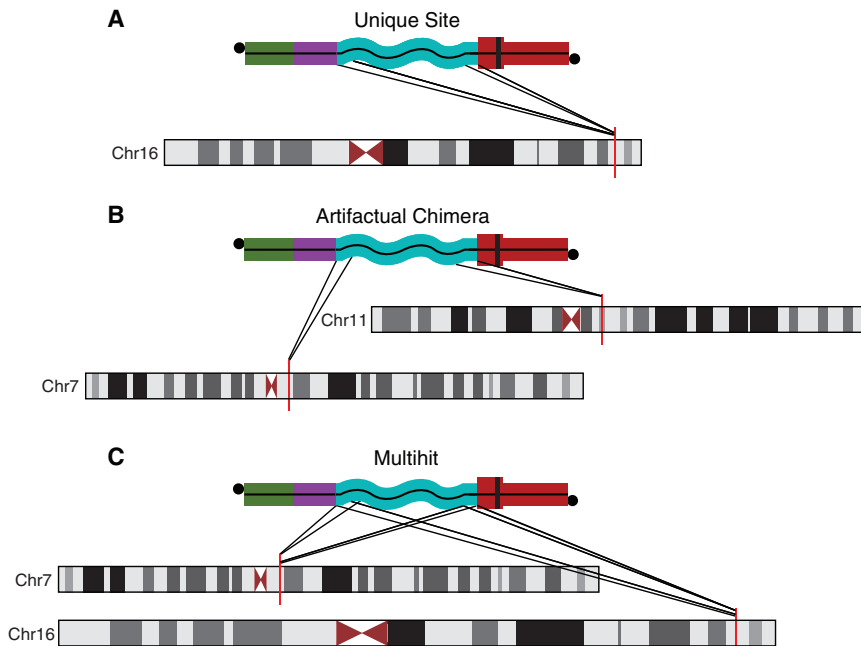 A
Unique Site
Chr16
B
Artifactual Chimera
Chr11
Chr7
C
Multihit
Chr7
Chr16